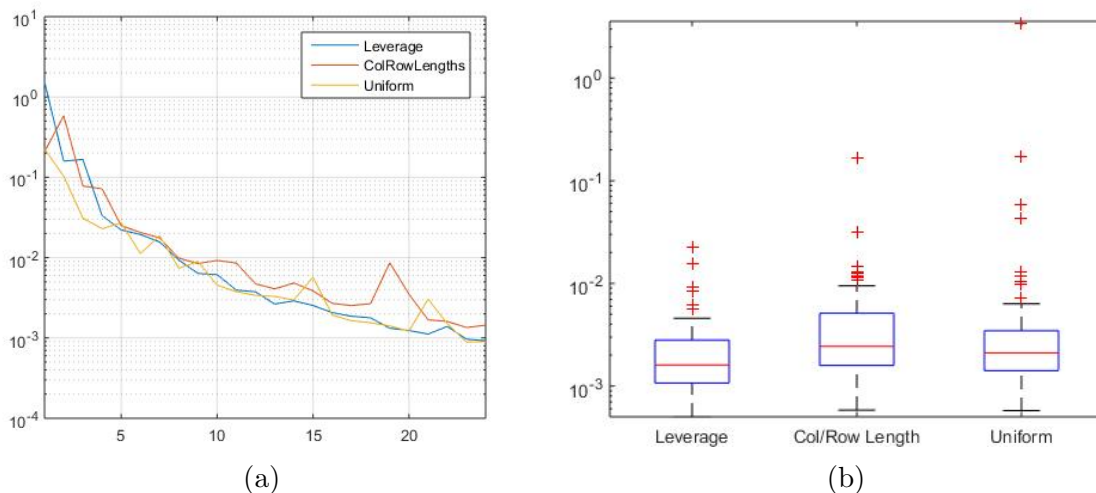 10^1
10^0
10^-1
10^-2
10^-3
10^-4
5
10
15
20
Leverage
ColRowLengths
Uniform
(a)
10^0
10^-1
10^-2
10^-3
Leverage
Col/Row Length
Uniform
(b)